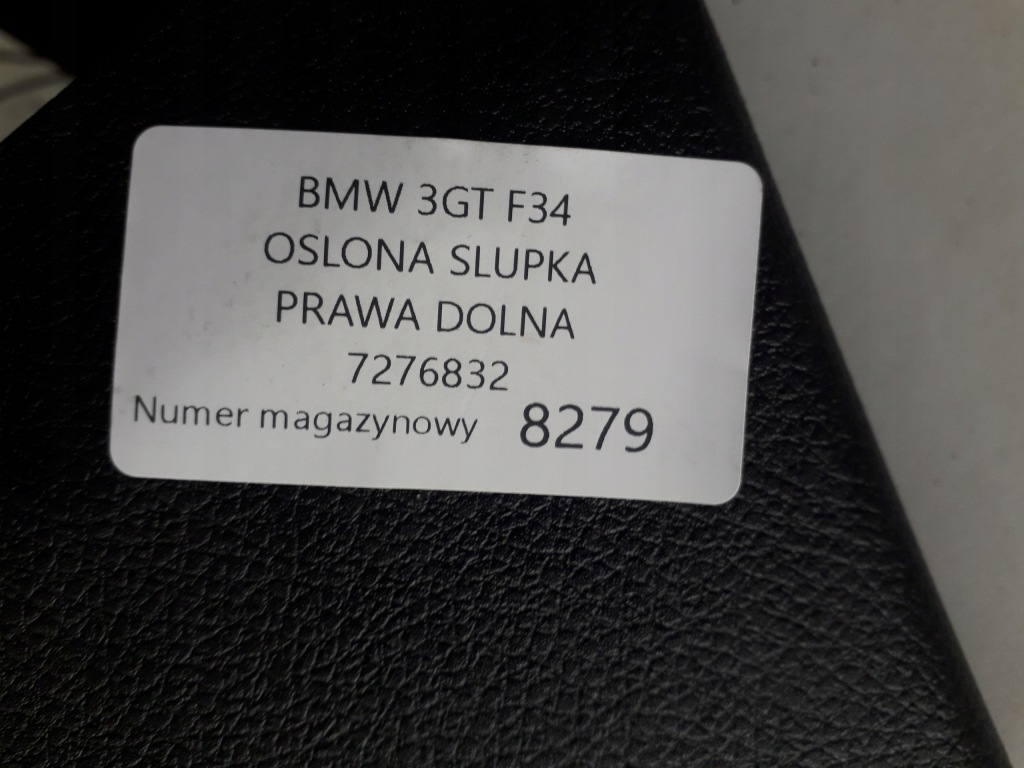 BMW 3GT F34
OSLONA SLUPKA
PRAWA DOLNA
7276832
Numer magazynowy 8279